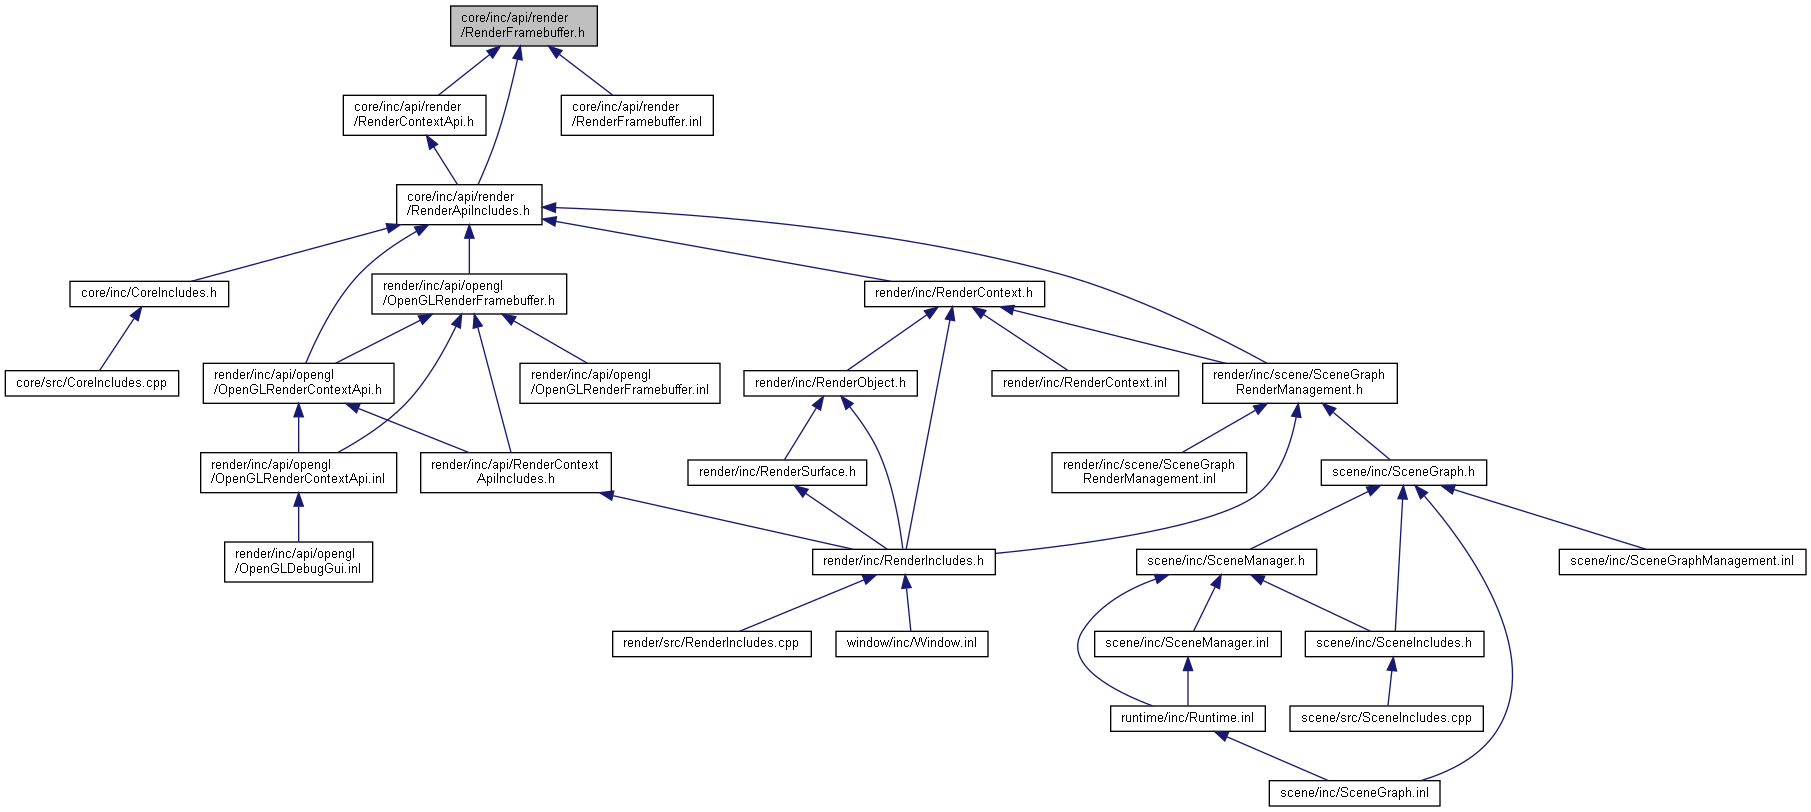 core/inc/api/render
/RenderFramebuffer.h
core/inc/api/render
/RenderContextApi.h
core/inc/api/render
/RenderFramebuffer.inl
core/inc/api/render
/RenderApiIncludes.h
core/inc/CoreIncludes.h
render/inc/api/opengl
/OpenGLRenderFramebuffer.h
render/inc/RenderContext.h
core/src/CoreIncludes.cpp
render/inc/api/opengl
/OpenGLRenderContextApi.h
render/inc/api/opengl
/OpenGLRenderFramebuffer.inl
render/inc/RenderObject.h
render/inc/RenderContext.inl
render/inc/scene/SceneGraph
RenderManagement.h
render/inc/api/opengl
/OpenGLRenderContextApi.inl
render/inc/api/RenderContext
ApiIncludes.h
render/inc/RenderSurface.h
render/inc/scene/SceneGraph
RenderManagement.inl
scene/inc/SceneGraph.h
render/inc/api/opengl
/OpenGLDebugGui.inl
render/inc/RenderIncludes.h
scene/inc/SceneManager.h
scene/inc/SceneGraphManagement.inl
render/src/RenderIncludes.cpp
window/inc/Window.inl
scene/inc/SceneManager.inl
scene/inc/SceneIncludes.h
runtime/inc/Runtime.inl
scene/src/SceneIncludes.cpp
scene/inc/SceneGraph.inl